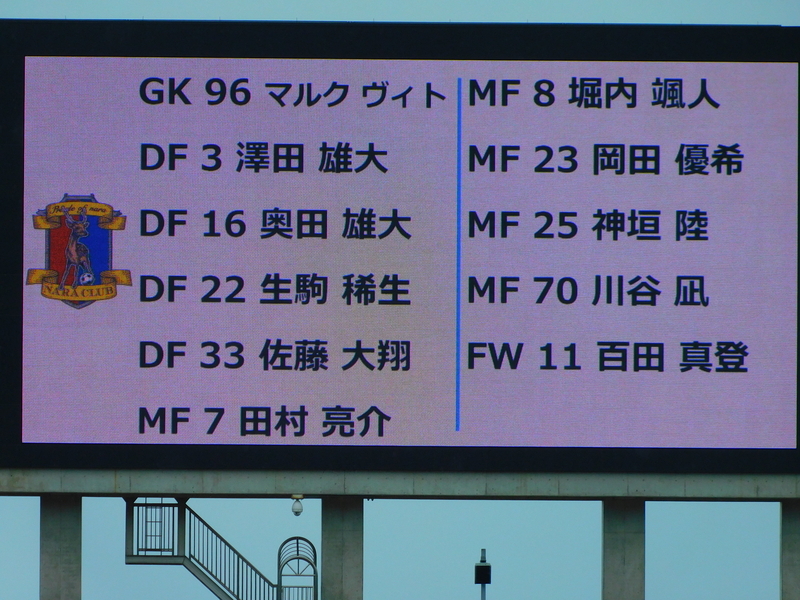 GK 96 マルク ヴィト
DF 3 澤田 雄大
DF 16 奥田 雄大
DF 22 生駒 稀生
DF 33 佐藤 大翔
MF 7 田村 亮介
MF 8 堀内 颯人
MF 23 岡田 優希
MF 25 神垣 陸
MF 70 川谷 凪
FW 11 百田 真登
NARA CLUB